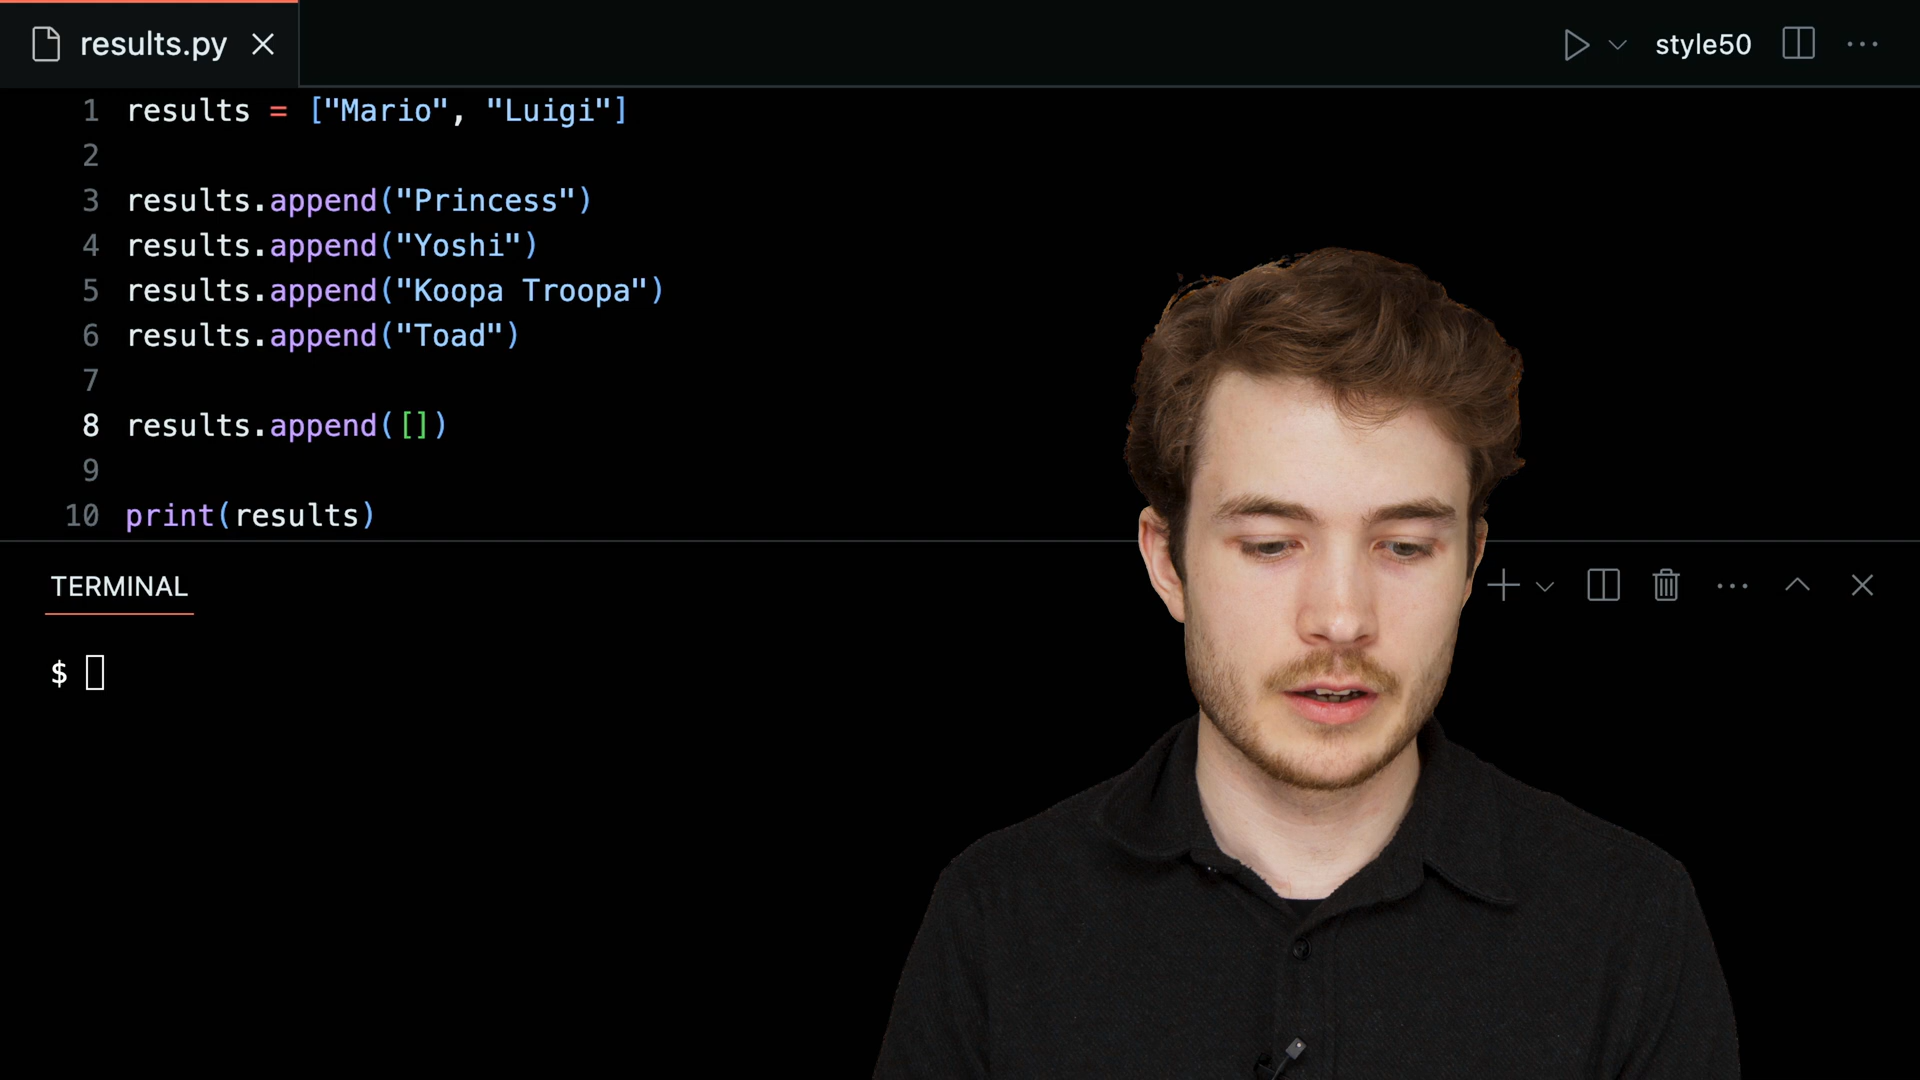 results.py
style50
1 results = ["Mario", "Luigi"]
2
3 results.append("Princess")
4 results.append("Yoshi")
5 results.append("Koopa Troopa")
6 results.append("Toad")
7
8 results.append([])
9
10 print(results)
TERMINAL
$